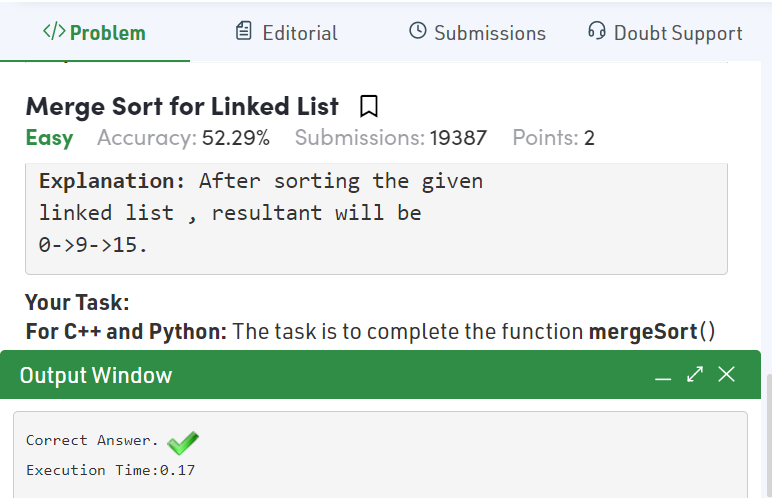 </> Problem Editorial Submissions Doubt Support
Merge Sort for Linked List
Easy Accuracy: 52.29% Submissions: 19387 Points: 2
Explanation: After sorting the given
linked list , resultant will be
0->9->15.
Your Task:
For C++ and Python: The task is to complete the function mergeSort()
Output Window
Correct Answer.
Execution Time:0.17